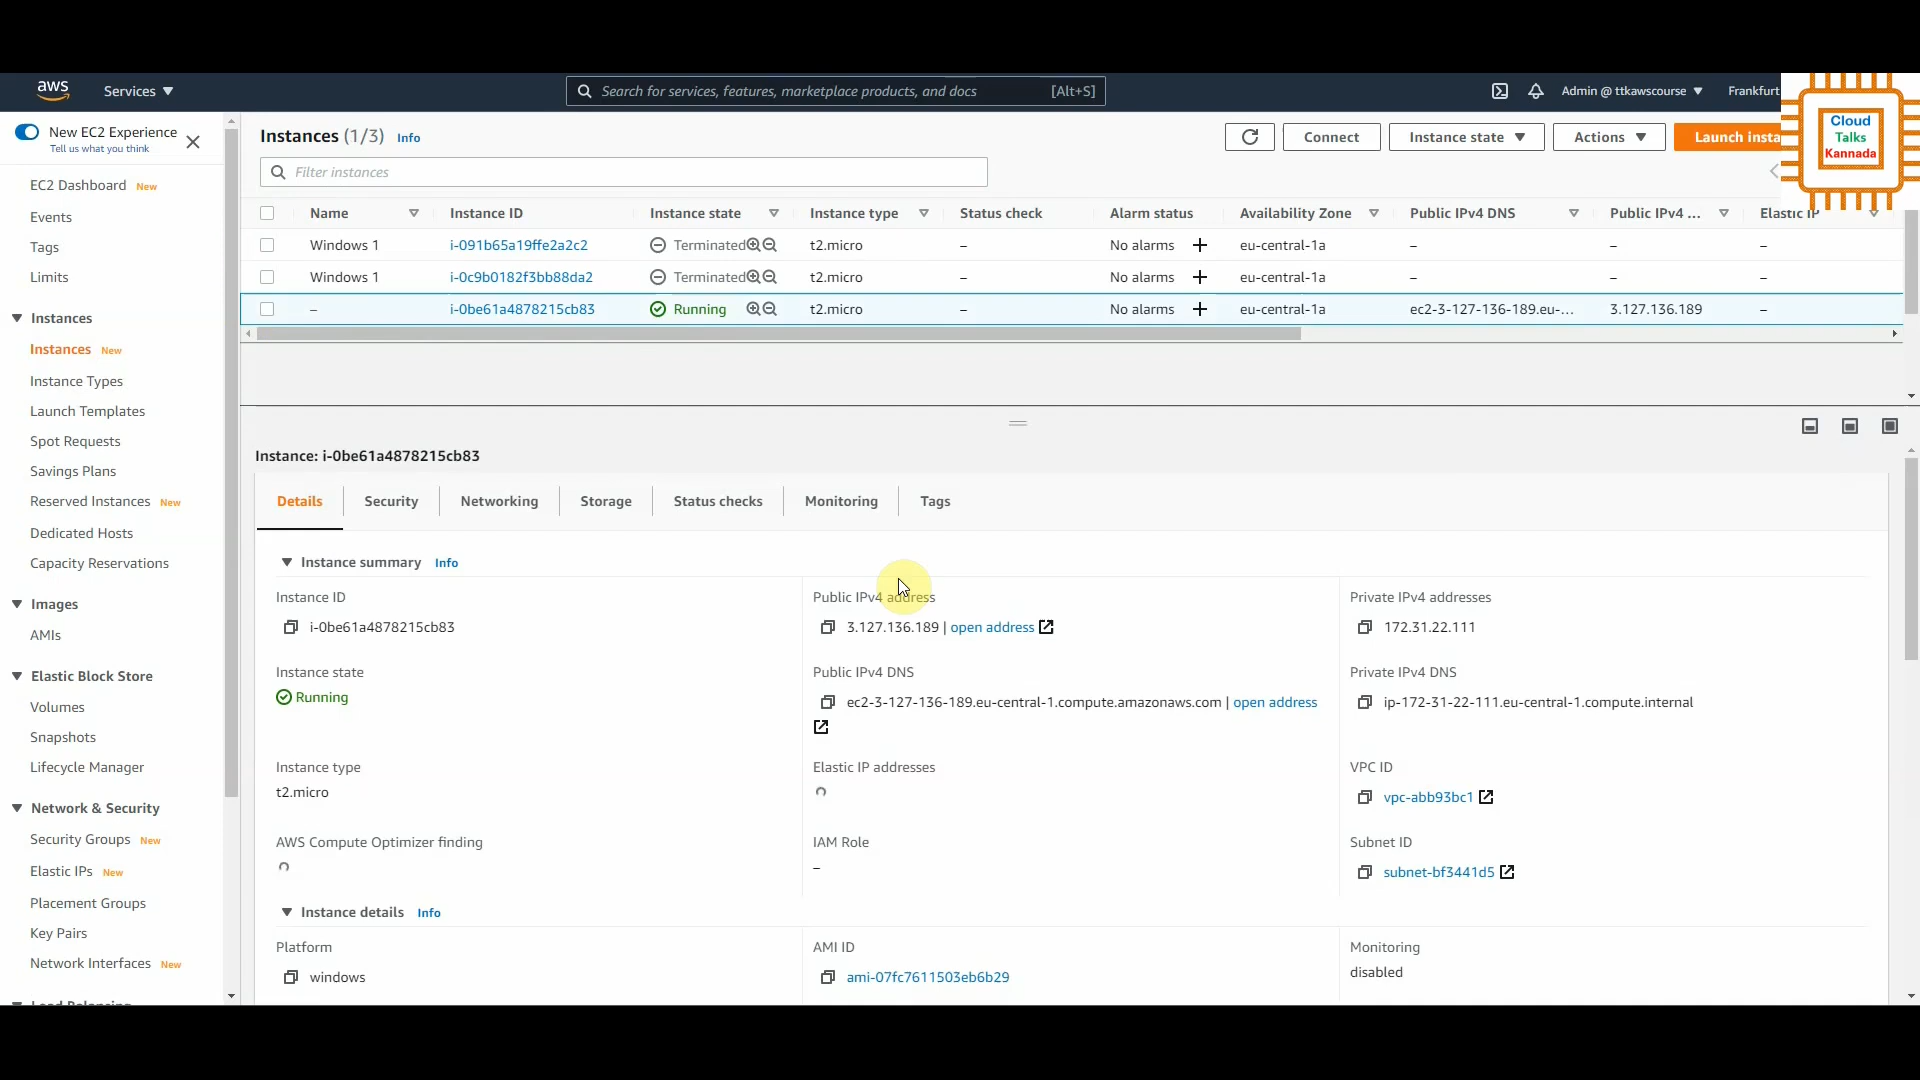 aws
Services
Search for services, features, marketplace products, and docs [Alt+S]
Admin @ ttkawscourse
Frankfurt
Cloud
Talks
Kannada
New EC2 Experience
Tell us what you think
EC2 Dashboard New
Events
Tags
Limits
Instances
Instances New
Instance Types
Launch Templates
Spot Requests
Savings Plans
Reserved Instances New
Dedicated Hosts
Capacity Reservations
Images
AMIs
Elastic Block Store
Volumes
Snapshots
Lifecycle Manager
Network & Security
Security Groups New
Elastic IPs New
Placement Groups
Key Pairs
Network Interfaces New
Instances (1/3) Info
Connect
Instance state
Actions
Launch insta
Filter instances
Name Instance ID Instance state Instance type Status check Alarm status Availability Zone Public IPv4 DNS Public IPv4 ... Elastic IP
Windows 1 i-091b65a19ffe2a2c2 Terminated t2.micro – No alarms + eu-central-1a – – –
Windows 1 i-0c9b0182f3bb88da2 Terminated t2.micro – No alarms + eu-central-1a – – –
– i-0be61a4878215cb83 Running t2.micro – No alarms + eu-central-1a ec2-3-127-136-189.eu-... 3.127.136.189 –
Instance: i-0be61a4878215cb83
Details Security Networking Storage Status checks Monitoring Tags
Instance summary Info
Instance ID
i-0be61a4878215cb83
Public IPv4 address
3.127.136.189 | open address
Private IPv4 addresses
172.31.22.111
Instance state
Running
Public IPv4 DNS
ec2-3-127-136-189.eu-central-1.compute.amazonaws.com | open address
Private IPv4 DNS
ip-172-31-22-111.eu-central-1.compute.internal
Instance type
t2.micro
Elastic IP addresses
VPC ID
vpc-abb93bc1
AWS Compute Optimizer finding
IAM Role
–
Subnet ID
subnet-bf3441d5
Instance details Info
Platform
windows
AMI ID
ami-07fc7611503eb6b29
Monitoring
disabled